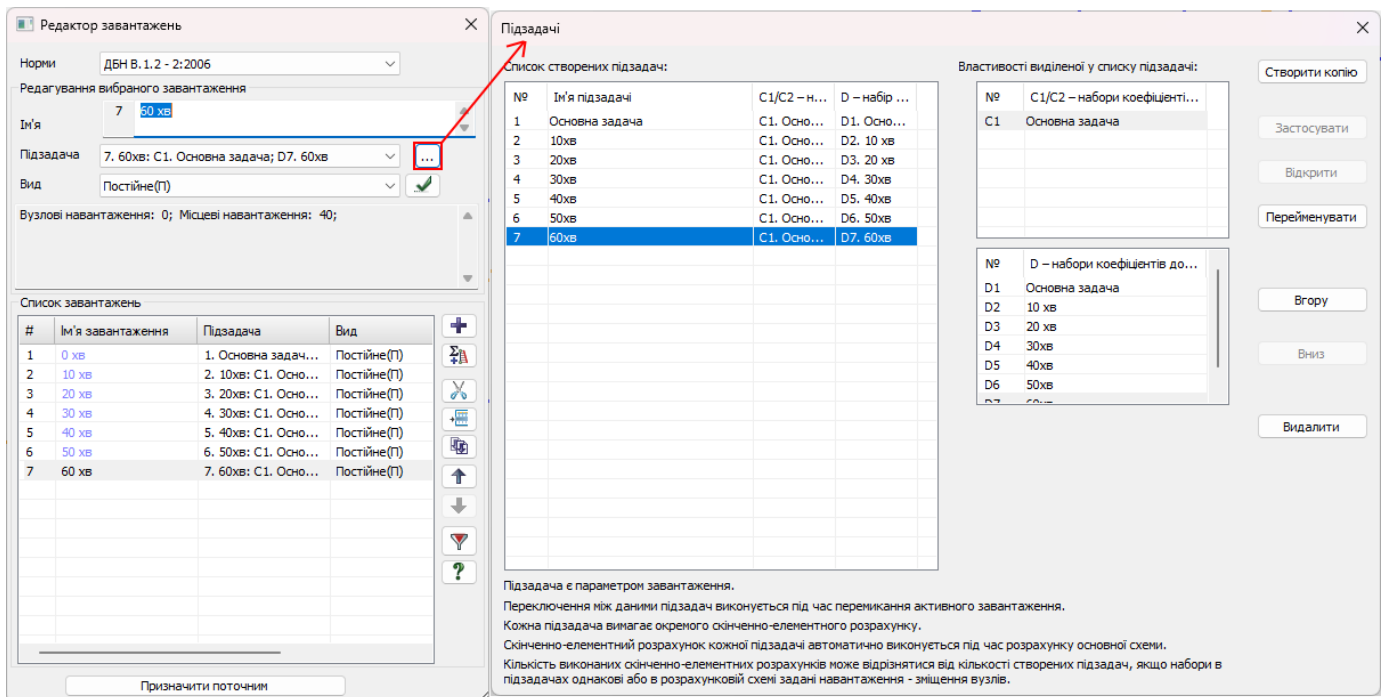 Редактор завантажень
Норми ДБН В.1.2 - 2:2006
Редагування вибраного завантаження
Ім'я 7 60 хв
Підзадача 7. 60хв: С1. Основна задача; D7. 60хв ...
Вид Постійне(П)
Вузлові навантаження: 0; Місцеві навантаження: 40;
Список завантажень
# Ім'я завантаження Підзадача Вид
1 0 хв 1. Основна задач... Постійне(П)
2 10 хв 2. 10хв: С1. Осно... Постійне(П)
3 20 хв 3. 20хв: С1. Осно... Постійне(П)
4 30 хв 4. 30хв: С1. Осно... Постійне(П)
5 40 хв 5. 40хв: С1. Осно... Постійне(П)
6 50 хв 6. 50хв: С1. Осно... Постійне(П)
7 60 хв 7. 60хв: С1. Осно... Постійне(П)
Призначити поточним
Підзадачі
Список створених підзадач:
№ Ім'я підзадачі С1/С2 – н... D – набір ...
1 Основна задача С1. Осно... D1. Осно...
2 10хв С1. Осно... D2. 10 хв
3 20хв С1. Осно... D3. 20 хв
4 30хв С1. Осно... D4. 30хв
5 40хв С1. Осно... D5. 40хв
6 50хв С1. Осно... D6. 50хв
7 60хв С1. Осно... D7. 60хв
Властивості виділеної у списку підзадачі:
№ С1/С2 – набори коефіцієнті...
С1 Основна задача
№ D – набори коефіцієнтів до...
D1 Основна задача
D2 10 хв
D3 20 хв
D4 30хв
D5 40хв
D6 50хв
D7 60хв
Створити копію
Застосувати
Відкрити
Перейменувати
Вгору
Вниз
Видалити
Підзадача є параметром завантаження.
Переключення між даними підзадач виконується під час перемикання активного завантаження.
Кожна підзадача вимагає окремого скінченно-елементного розрахунку.
Скінченно-елементний розрахунок кожної підзадачі автоматично виконується під час розрахунку основної схеми.
Кількість виконаних скінченно-елементних розрахунків може відрізнятися від кількості створених підзадач, якщо набори в
підзадачах однакові або в розрахунковій схемі задані навантаження - зміщення вузлів.